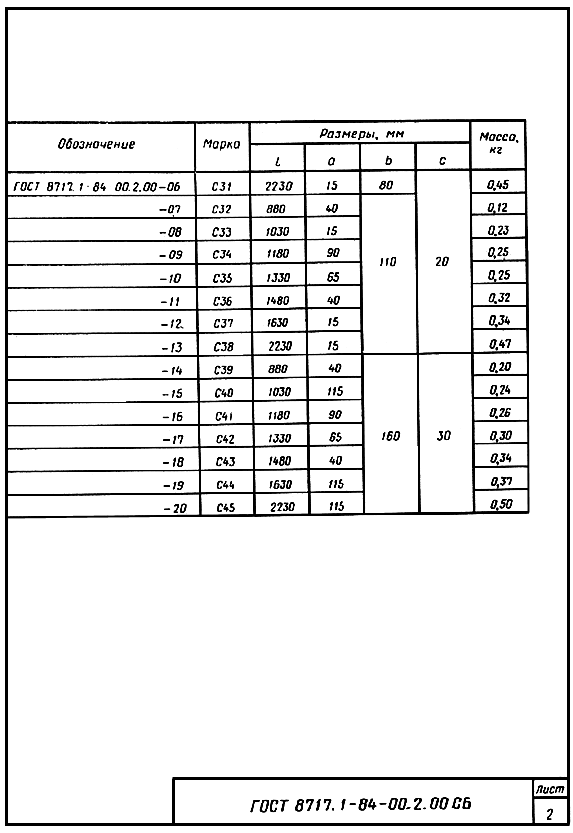 Обозначение Марка Размеры, мм Масса, кг
l a b c
ГОСТ 8717.1-84 00.2.00-06 С31 2230 15 80 0,45
-07 С32 880 40 0,12
-08 С33 1030 15 0,23
-09 С34 1180 90 110 20 0,25
-10 С35 1330 65 0,25
-11 С36 1480 40 0,32
-12 С37 1630 15 0,34
-13 С38 2230 15 0,47
-14 С39 880 40 0,20
-15 С40 1030 115 0,24
-16 С41 1180 90 0,26
-17 С42 1330 65 160 30 0,30
-18 С43 1480 40 0,34
-19 С44 1630 115 0,37
-20 С45 2230 115 0,50
ГОСТ 8717.1-84-00.2.00 СБ
Лист
2